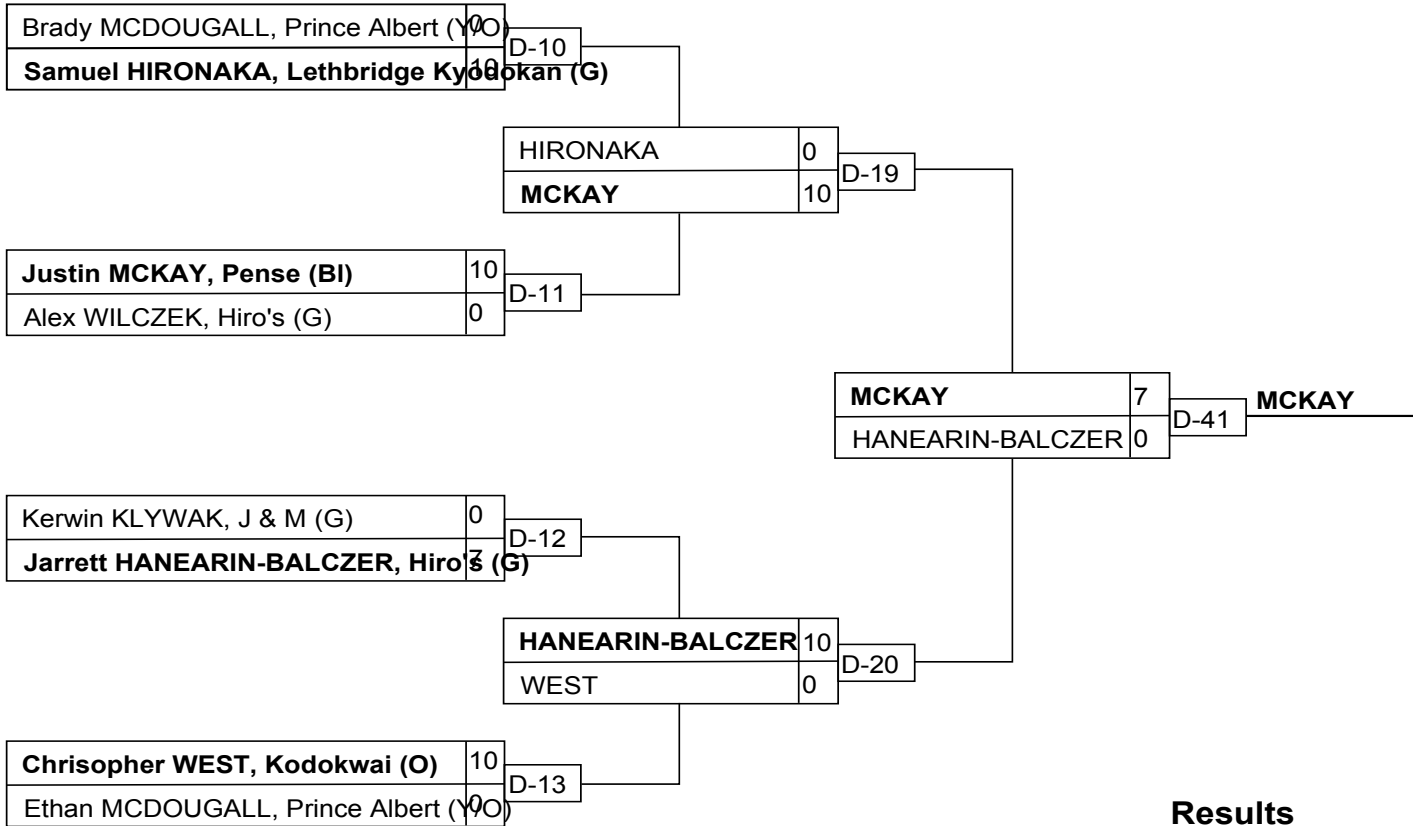 Brady MCDOUGALL, Prince Albert (Y/O) 0
D-10
Samuel HIRONAKA, Lethbridge Kyodokan (G) 10
HIRONAKA 0
D-19
MCKAY 10
Justin MCKAY, Pense (Bl) 10
D-11
Alex WILCZEK, Hiro's (G) 0
MCKAY 7
D-41
MCKAY
HANEARIN-BALCZER 0
Kerwin KLYWAK, J & M (G) 0
D-12
Jarrett HANEARIN-BALCZER, Hiro's (G) 7
HANEARIN-BALCZER 10
D-20
WEST 0
Chrisopher WEST, Kodokwai (O) 10
D-13
Ethan MCDOUGALL, Prince Albert (Y/O) 0
Results